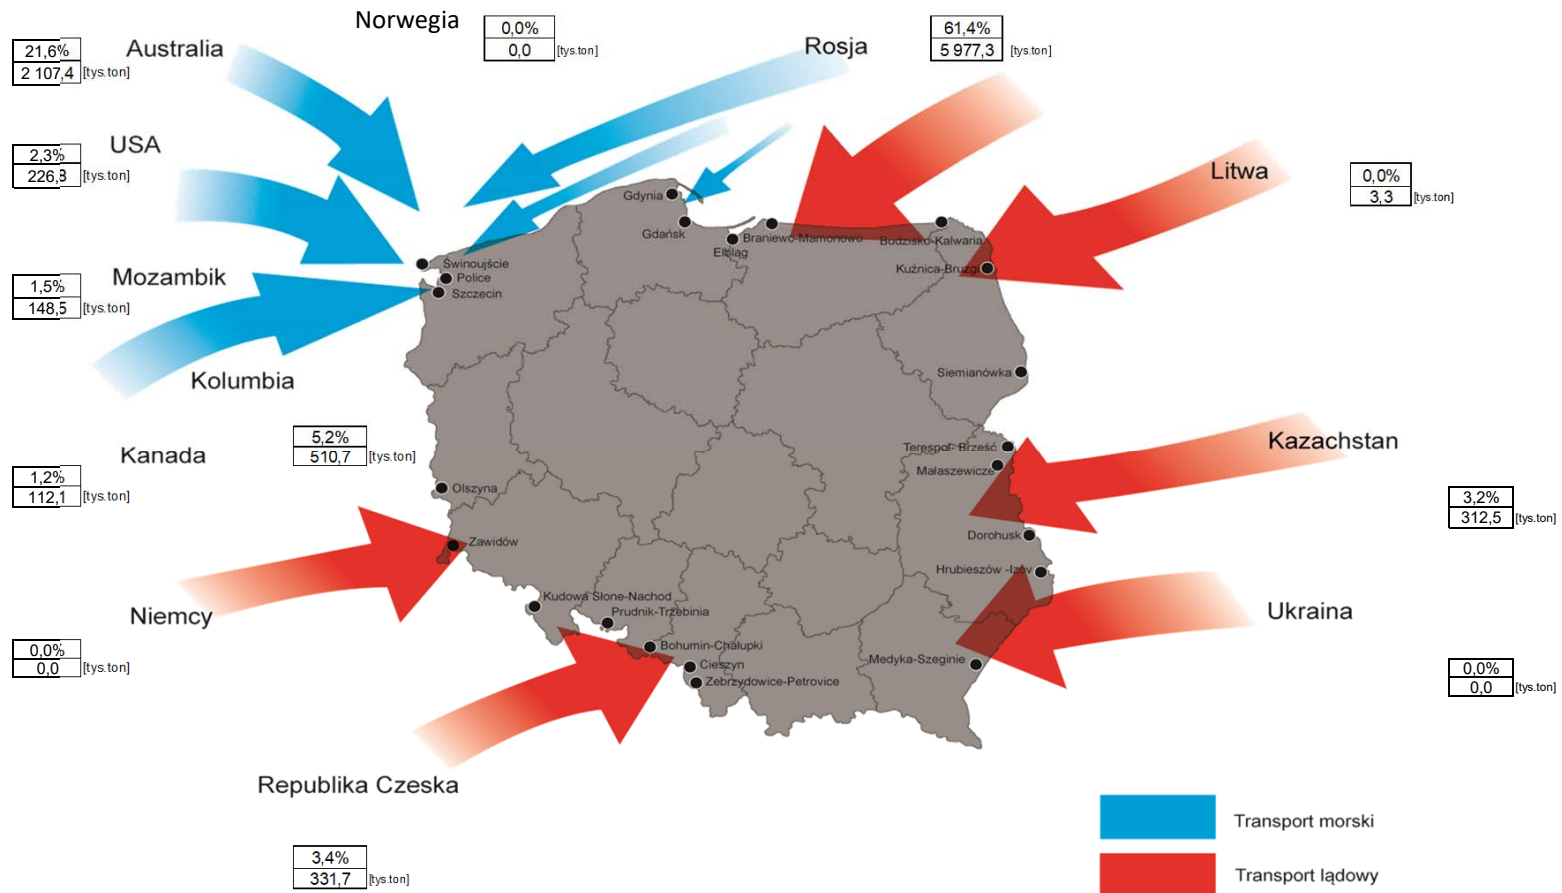 Norwegia
0,0%
0,0 [tys.ton]
Rosja
61,4%
5 977,3 [tys.ton]
Australia
21,6%
2 107,4 [tys.ton]
USA
2,3%
226,8 [tys.ton]
Litwa
0,0%
3,3 [tys.ton]
Mozambik
1,5%
148,5 [tys.ton]
Kolumbia
5,2%
510,7 [tys.ton]
Kanada
1,2%
112,1 [tys.ton]
Kazachstan
3,2%
312,5 [tys.ton]
Niemcy
0,0%
0,0 [tys.ton]
Ukraina
0,0%
0,0 [tys.ton]
Republika Czeska
3,4%
331,7 [tys.ton]
Gdynia
Gdańsk
Elbląg
Braniewo-Mamonowo
Budzisko-Kalwaria
Kuźnica-Bruzgi
Świnoujście
Police
Szczecin
Siemianówka
Terespol- Brześć
Małaszewicze
Olszyna
Dorohusk
Zawidów
Hrubieszów -Izów
Kudowa Słone-Nachod
Prudnik-Trzebinia
Bohumin-Chałupki
Cieszyn
Medyka-Szeginie
Zebrzydowice-Petrovice
Transport morski
Transport lądowy